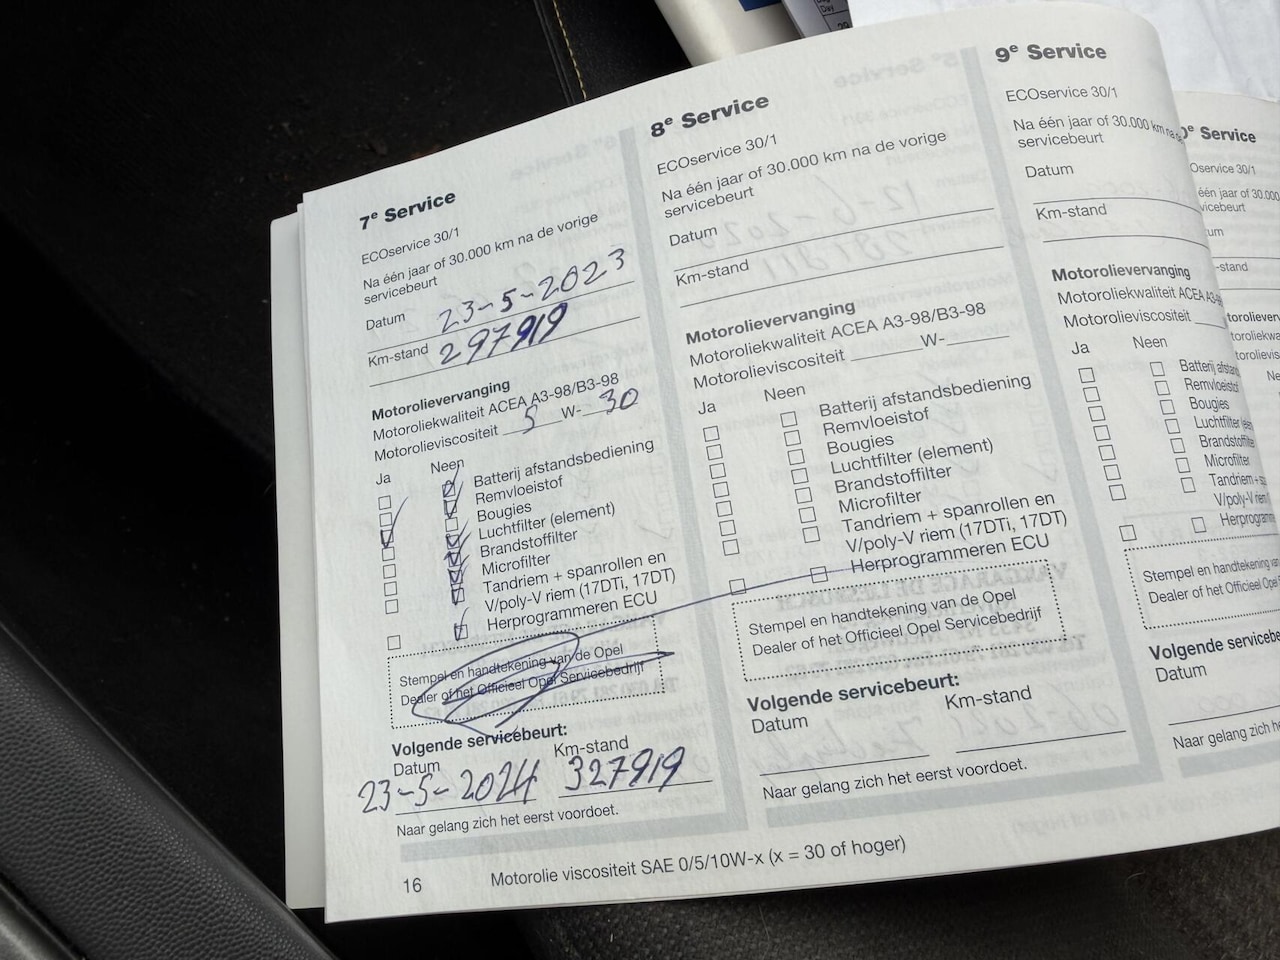 7e Service
ECOservice 30/1
Na één jaar of 30.000 km na de vorige
servicebeurt
Datum 23-5-2023
Km-stand 297919
Motorolievervanging
Motoroliekwaliteit ACEA A3-98/B3-98
Motorolieviscositeit 5 W- 30
Ja Neen
Batterij afstandsbediening
Remvloeistof
Bougies
Luchtfilter (element)
Brandstoffilter
Microfilter
Tandriem + spanrollen en
V/poly-V riem (17DTi, 17DT)
Herprogrammeren ECU
Stempel en handtekening van de Opel
Dealer of het Officieel Opel Servicebedrijf
Volgende servicebeurt:
Datum Km-stand
23-5-2024 327919
Naar gelang zich het eerst voordoet.
16 Motorolie viscositeit SAE 0/5/10W-x (x = 30 of hoger)
8e Service
ECOservice 30/1
Na één jaar of 30.000 km na de vorige
servicebeurt
Datum
Km-stand
Motorolievervanging
Motoroliekwaliteit ACEA A3-98/B3-98
Motorolieviscositeit W-
Ja Neen
Batterij afstandsbediening
Remvloeistof
Bougies
Luchtfilter (element)
Brandstoffilter
Microfilter
Tandriem + spanrollen en
V/poly-V riem (17DTi, 17DT)
Herprogrammeren ECU
Stempel en handtekening van de Opel
Dealer of het Officieel Opel Servicebedrijf
Volgende servicebeurt:
Datum Km-stand
Naar gelang zich het eerst voordoet.
9e Service
ECOservice 30/1
Na één jaar of 30.000 km na
servicebeurt
Datum
Km-stand
Motorolievervanging
Motoroliekwaliteit ACEA A3
Motorolieviscositeit
Ja Neen
Batterij
Remvloeistof
Bougies
Luchtfilter
Brandstoffilter
Microfilter
Tandriem +
V/poly-V riem
Herprogram
Stempel en handtekening van
Dealer of het Officieel Opel
Volgende serviceb
Datum
Naar gelang zich het
Service